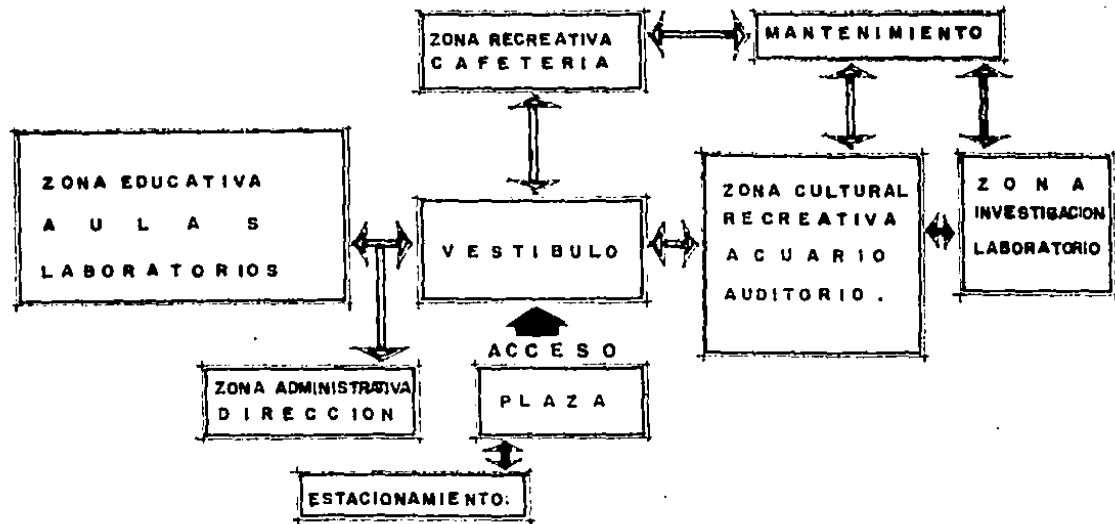 ZONA RECREATIVA
CAFETERIA
MANTENIMIENTO
ZONA EDUCATIVA
AULAS
LABORATORIOS
VESTIBULO
ZONA CULTURAL
RECREATIVA
ACUARIO
AUDITORIO.
ZONA
INVESTIGACION
LABORATORIO
ACCESO
ZONA ADMINISTRATIVA
DIRECCION
PLAZA
ESTACIONAMIENTO.